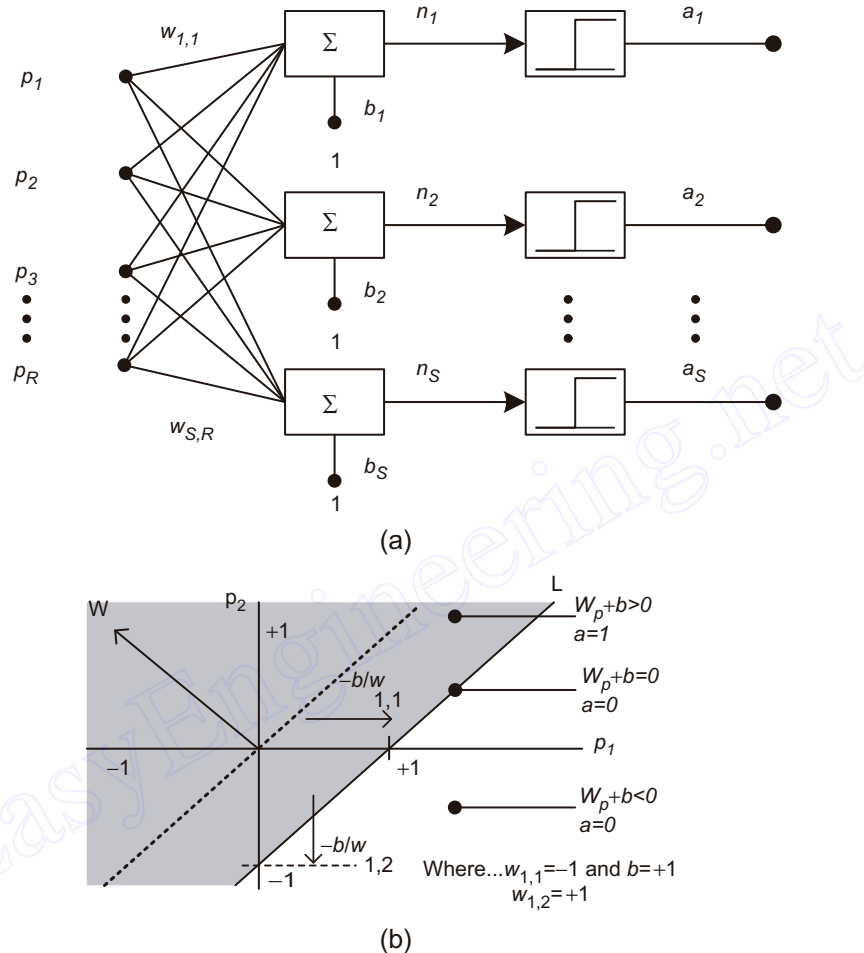 w1,1
n1
a1
Σ
p1
b1
1
p2
n2
a2
Σ
p3
b2
1
pR
nS
aS
Σ
wS,R
bS
1
(a)
W
p2
L
+1
Wp+b>0
a=1
–b/w
1,1
Wp+b=0
a=0
–1
+1
p1
Wp+b<0
a=0
–b/w
1,2
–1
Where...w1,1=–1 and b=+1
w1,2=+1
(b)
EasyEngineering.net